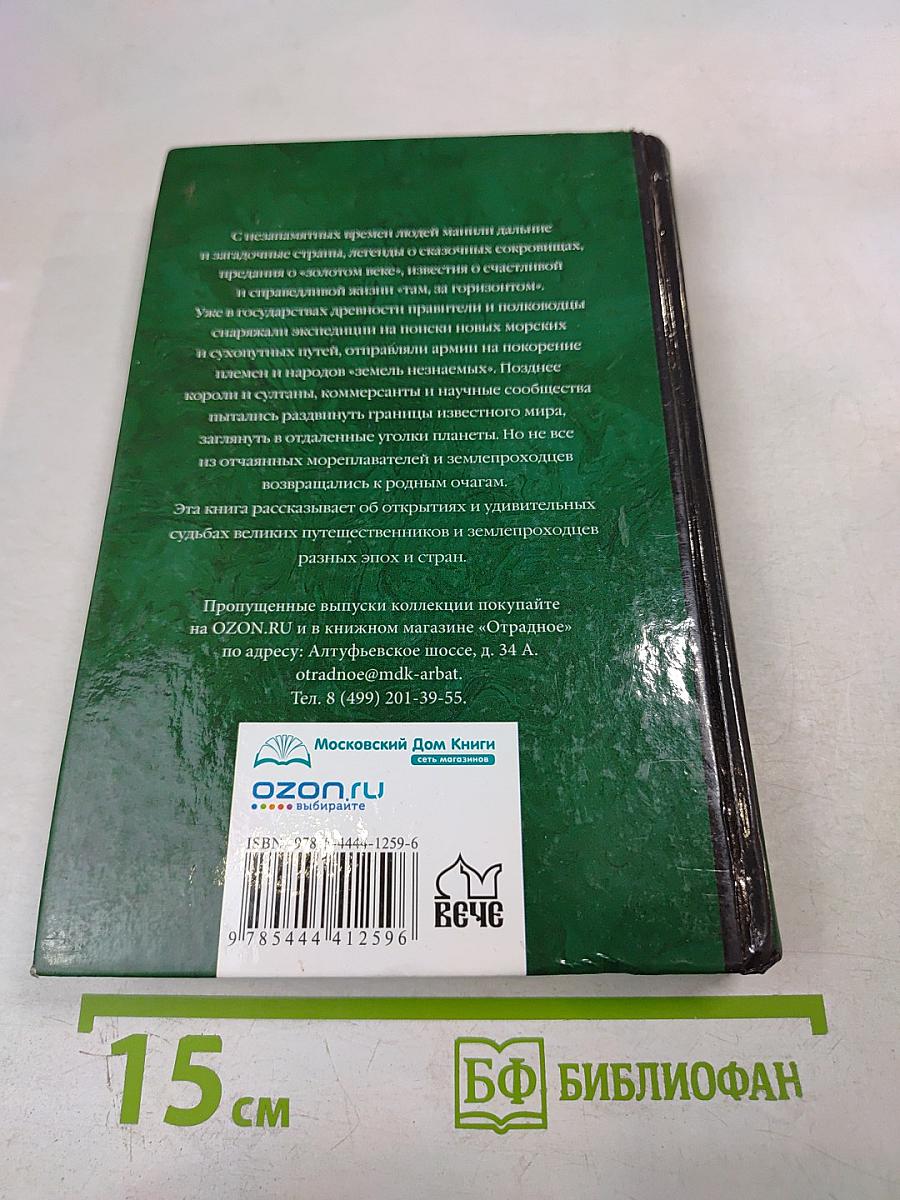 С незапамятных времен людей манили дальние
и загадочные страны, легенды о сказочных сокровищах,
предания о «золотом веке», известия о счастливой
и справедливой жизни «там, за горизонтом».
Уже в государствах древности правители и полководцы
снаряжали экспедиции на поиски новых морских
и сухопутных путей, отправляли армии на покорение
племен и народов «земель незнаемых». Позднее
короли и султаны, коммерсанты и научные сообщества
пытались раздвинуть границы известного мира,
заглянуть в отдаленные уголки планеты. Но не все
из отчаянных мореплавателей и землепроходцев
возвращались к родным очагам.
Эта книга рассказывает об открытиях и удивительных
судьбах великих путешественников и землепроходцев
разных эпох и стран.
Пропущенные выпуски коллекции покупайте
на OZON.RU и в книжном магазине «Отрадное»
по адресу: Алтуфьевское шоссе, д. 34 А.
otradnoe@mdk-arbat.
Тел. 8 (499) 201-39-55.
Московский Дом Книги
сеть магазинов
OZON.ru
выбирайте
ISBN 978-5-4444-1259-6
9 785444 412596
ВЕЧЕ
15 см
БФ БИБЛИОФАН